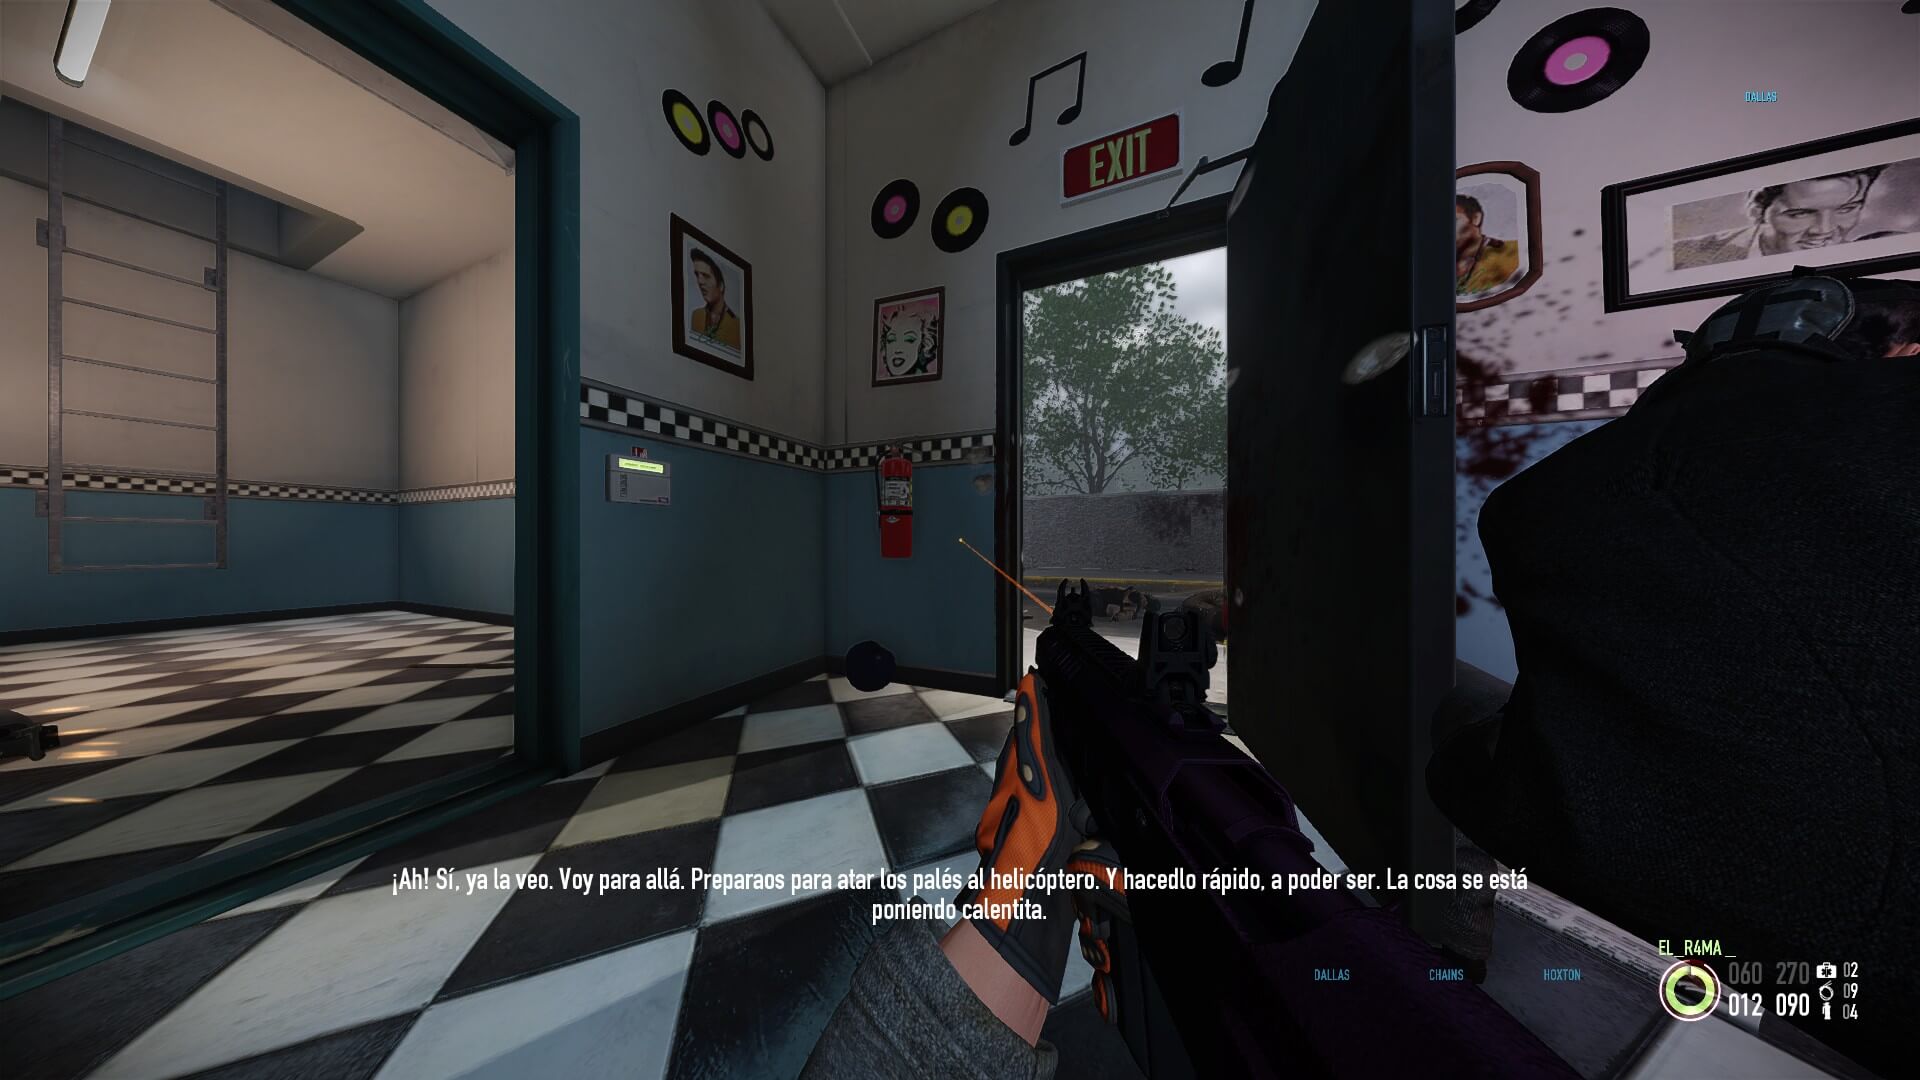 DALLAS
EXIT
¡Ah! Sí, ya la veo. Voy para allá. Preparaos para atar los palés al helicóptero. Y hacedlo rápido, a poder ser. La cosa se está
poniendo calentita.
EL_R4MA_
DALLAS CHAINS HOXTON
060 270 02
09
012 090 04